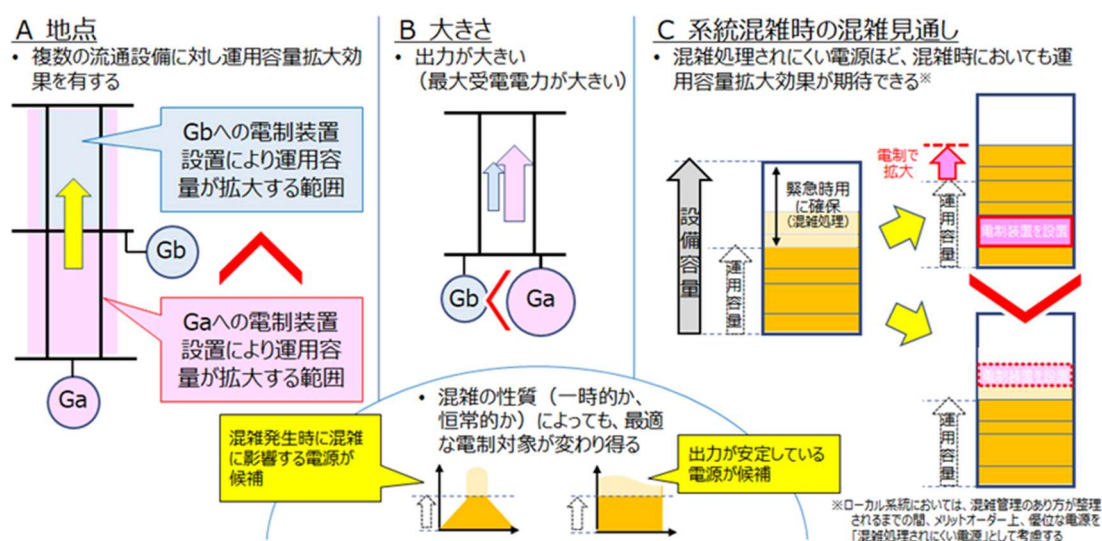 A 地点
• 複数の流通設備に対し運用容量拡大効
果を有する
Gbへの電制装置
設置により運用容
量が拡大する範囲
Gb
Gaへの電制装置
設置により運用容
量が拡大する範囲
Ga
B 大きさ
• 出力が大きい
（最大受電電力が大きい）
Gb
Ga
C 系統混雑時の混雑見通し
• 混雑処理されにくい電源ほど、混雑時においても運
用容量拡大効果が期待できる※
設備容量
運用容量
緊急時用
に確保
（混雑処理）
電制で
拡大
運用容量
電制装置を設置
電制装置を設置
運用容量
• 混雑の性質（一時的か、
恒常的か）によっても、最適
な電制対象が変わり得る
混雑発生時に混雑
に影響する電源が
候補
出力が安定している
電源が候補
※ローカル系統においては、混雑管理のあり方が整理
されるまでの間、メリットオーダー上、優位な電源を
「混雑処理されにくい電源」として考慮する